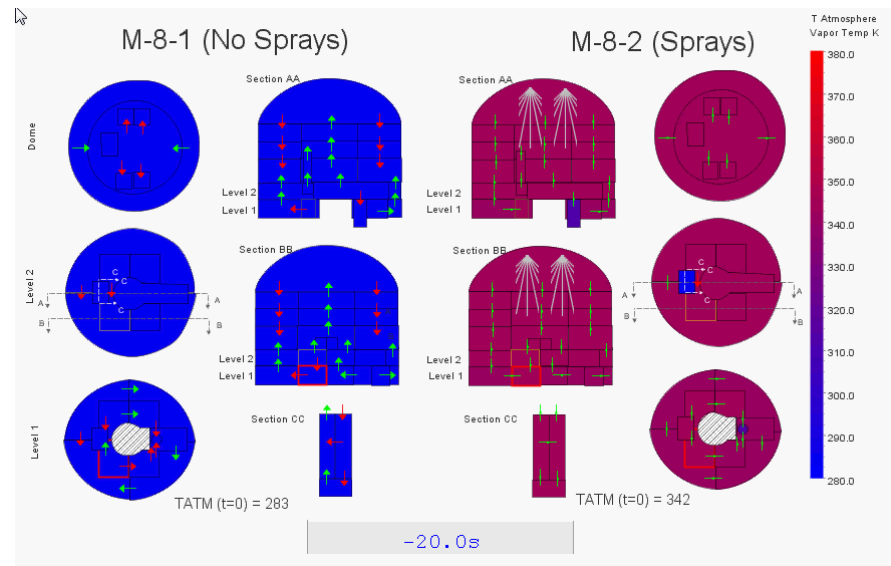 M-8-1 (No Sprays)
M-8-2 (Sprays)
T Atmosphere
Vapor Temp K
Section AA
Section AA
380.0
370.0
360.0
350.0
340.0
330.0
320.0
310.0
300.0
290.0
280.0
Dome
Level 2
Level 1
Level 2
Level 1
Section BB
Section BB
Level 2
C
C
C
A
A
B
B
C
C
C
A
A
B
B
Level 2
Level 1
Level 2
Level 1
Level 1
Section CC
Section CC
TATM (t=0) = 283
TATM (t=0) = 342
-20.0s